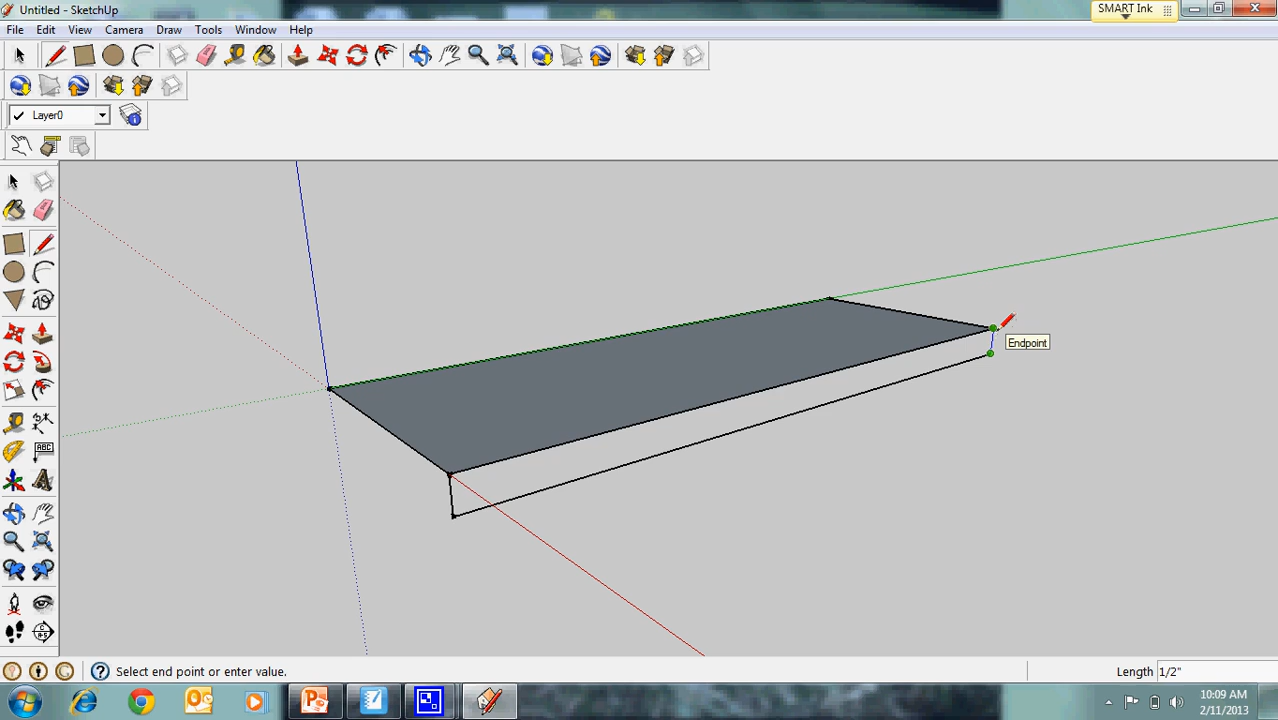 Untitled - SketchUp
SMART Ink
File Edit View Camera Draw Tools Window Help
Layer0
Endpoint
ABC
Select end point or enter value.
Length 1/2"
10:09 AM
2/11/2013